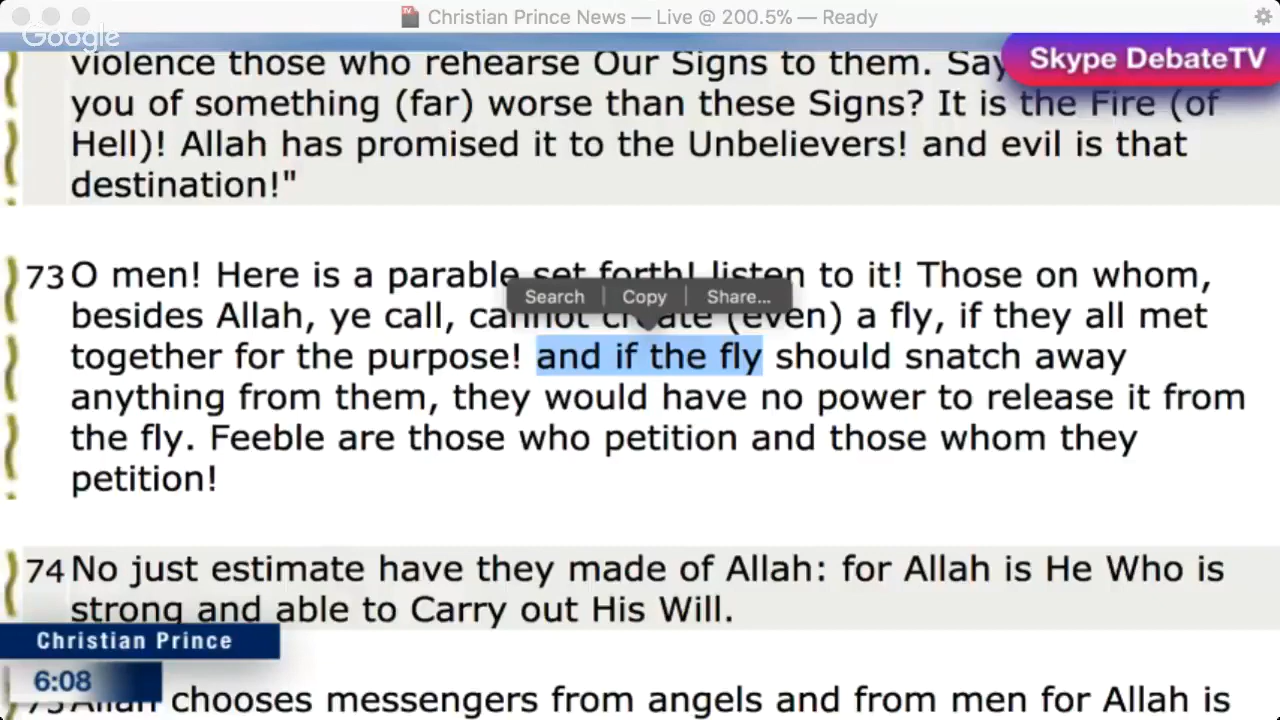 Christian Prince News — Live @ 200.5% — Ready
Google
Skype DebateTV
violence those who rehearse Our Signs to them. Say
you of something (far) worse than these Signs? It is the Fire (of
Hell)! Allah has promised it to the Unbelievers! and evil is that
destination!"
73 O men! Here is a parable set forth! listen to it! Those on whom,
Search Copy Share...
besides Allah, ye call, cannot create (even) a fly, if they all met
together for the purpose! and if the fly should snatch away
anything from them, they would have no power to release it from
the fly. Feeble are those who petition and those whom they
petition!
74 No just estimate have they made of Allah: for Allah is He Who is
strong and able to Carry out His Will.
Christian Prince
6:08
75 Allah chooses messengers from angels and from men for Allah is